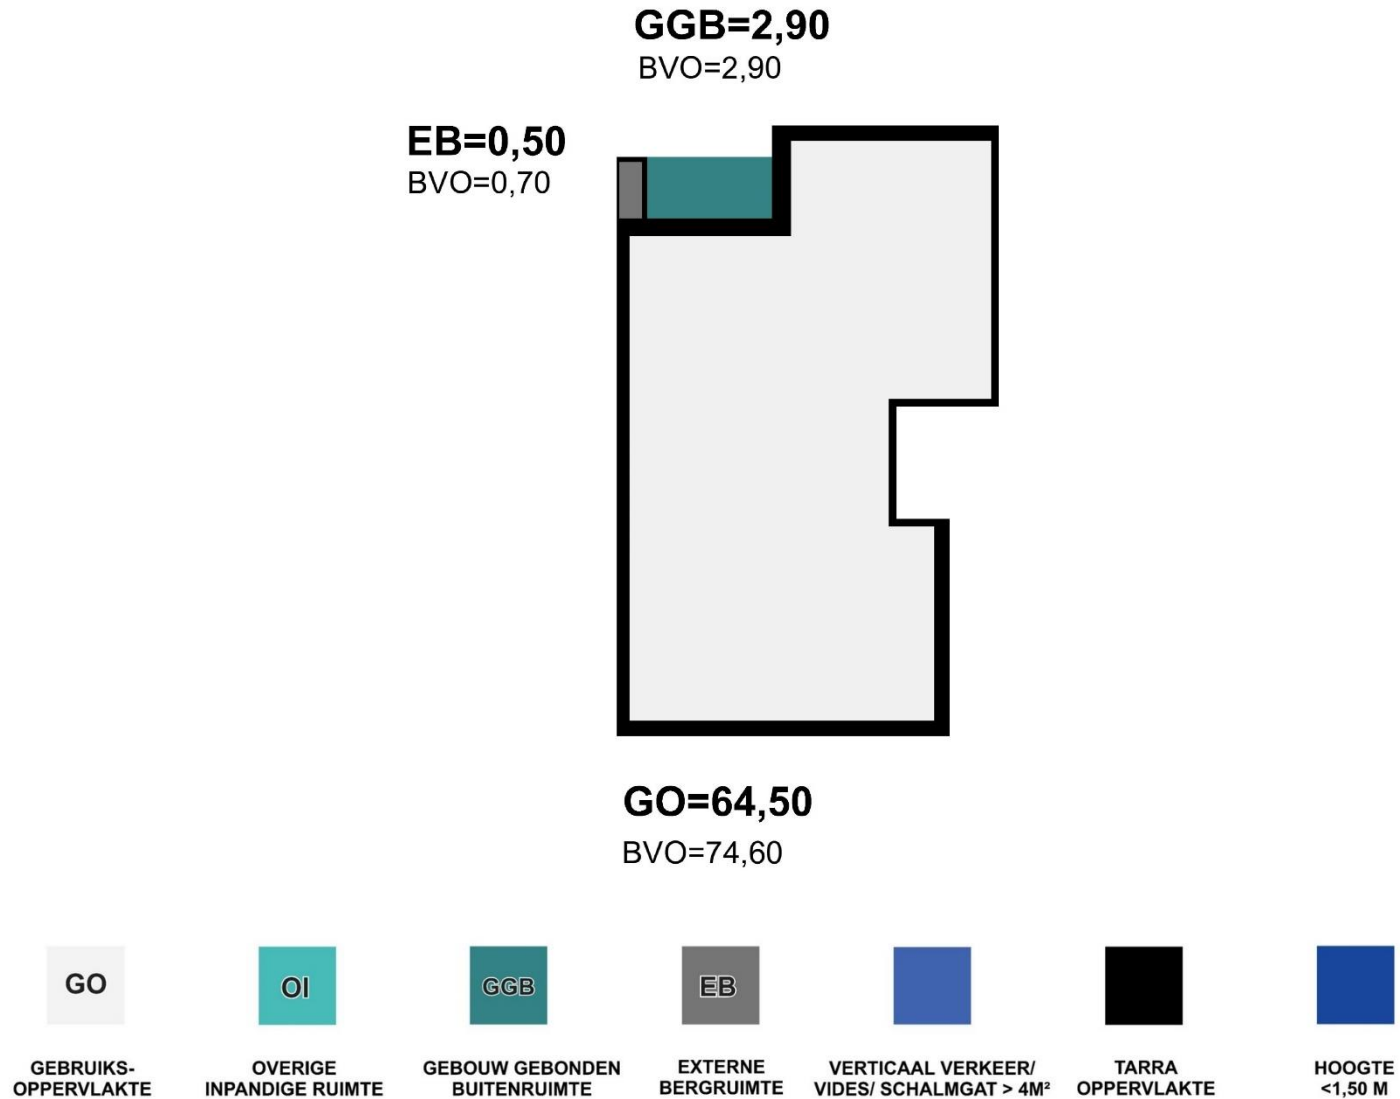 GGB=2,90
BVO=2,90
EB=0,50
BVO=0,70
GO=64,50
BVO=74,60
GO
OI
GGB
EB
GEBRUIKS-
OPPERVLAKTE
OVERIGE
INPANDIGE RUIMTE
GEBOUW GEBONDEN
BUITENRUIMTE
EXTERNE
BERGRUIMTE
VERTICAAL VERKEER/
VIDES/ SCHALMGAT > 4M²
TARRA
OPPERVLAKTE
HOOGTE
<1,50 M